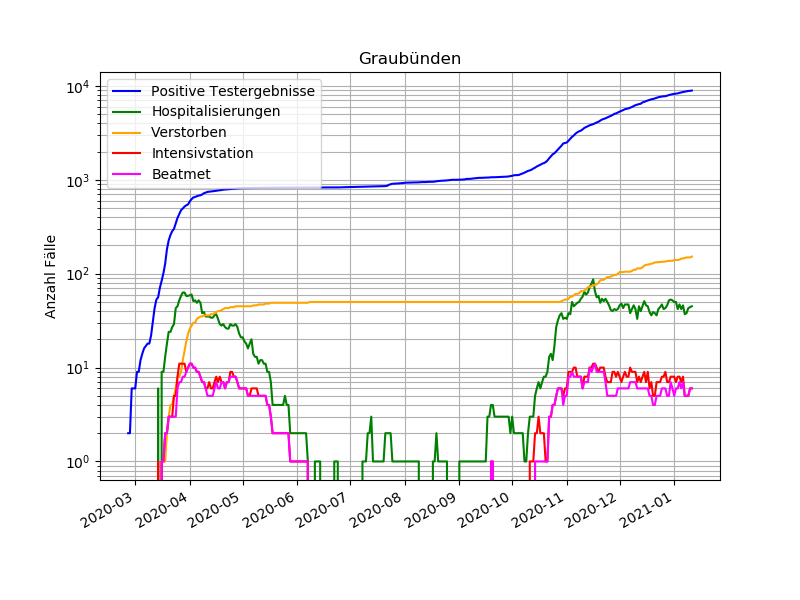 Graubünden
Positive Testergebnisse
Hospitalisierungen
Verstorben
Intensivstation
Beatmet
Anzahl Fälle
10⁴
10³
10²
10¹
10⁰
2020-03 2020-04 2020-05 2020-06 2020-07 2020-08 2020-09 2020-10 2020-11 2020-12 2021-01